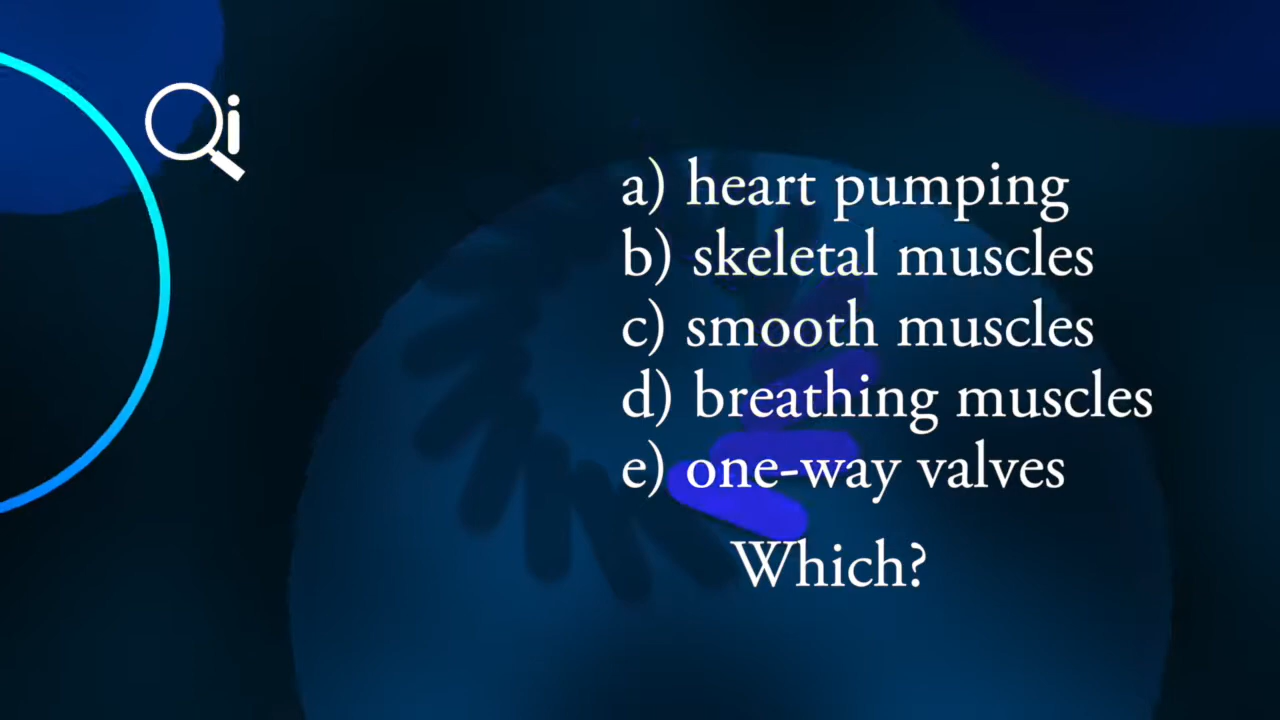 Qi
a) heart pumping
b) skeletal muscles
c) smooth muscles
d) breathing muscles
e) one-way valves
Which?